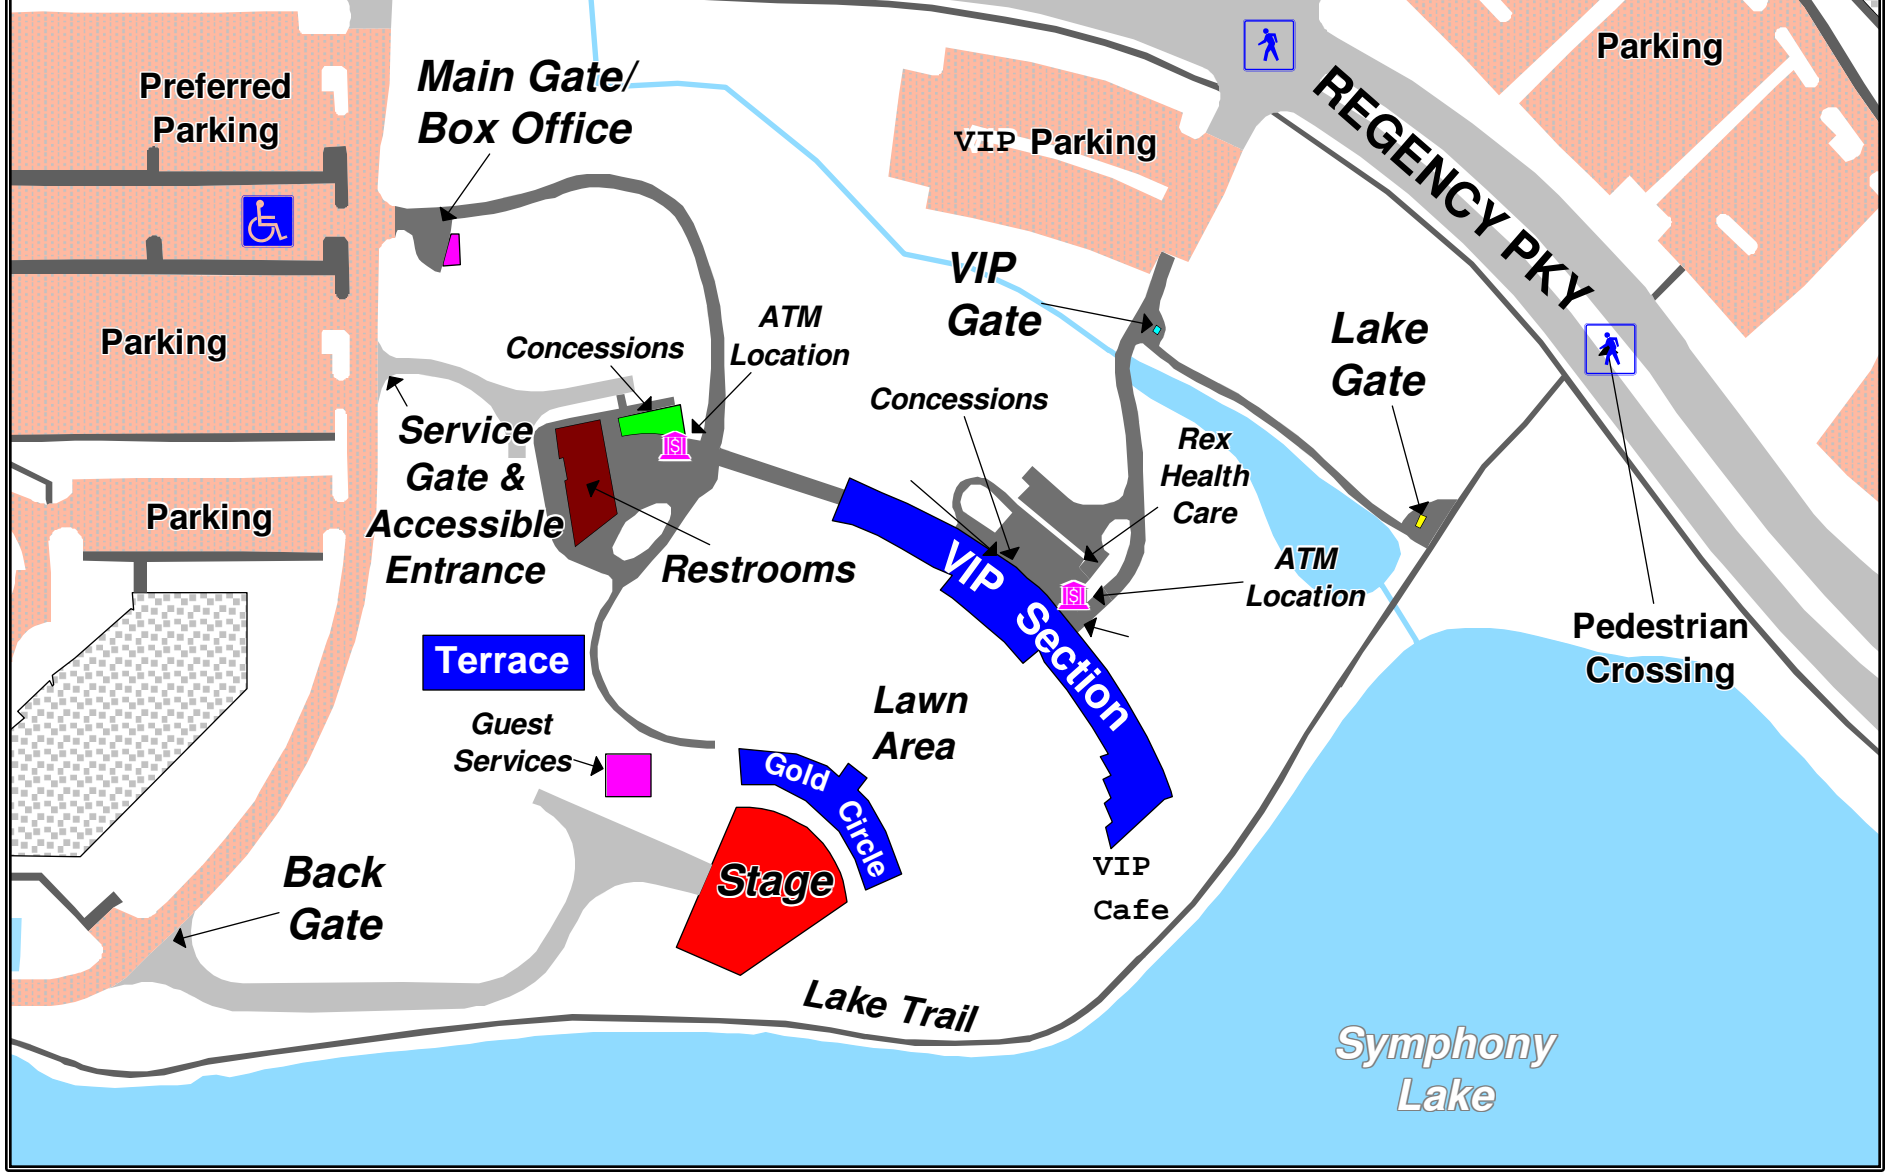 Preferred
Parking
Main Gate/
Box Office
VIP Parking
Parking
REGENCY PKY
Parking
Concessions
ATM
Location
VIP
Gate
Lake
Gate
Concessions
Service
Gate &
Accessible
Entrance
Rex
Health
Care
Parking
Restrooms
VIP Section
ATM
Location
Pedestrian
Crossing
Terrace
Guest
Services
Lawn
Area
Gold Circle
Stage
VIP
Cafe
Back
Gate
Lake Trail
Symphony
Lake
$
$